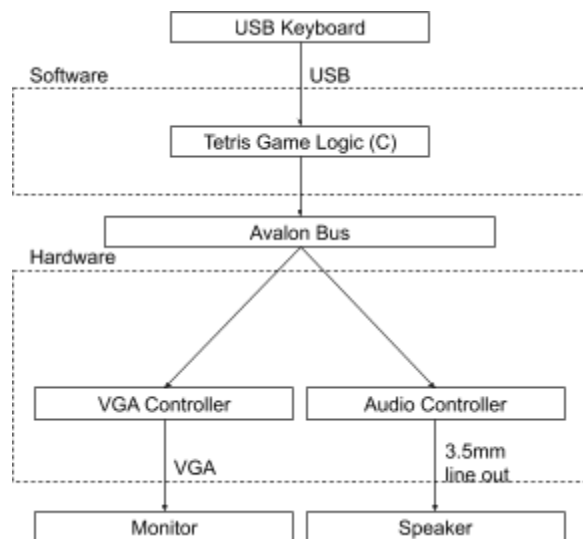 USB Keyboard
Software
USB
Tetris Game Logic (C)
Avalon Bus
Hardware
VGA Controller
Audio Controller
VGA
3.5mm
line out
Monitor
Speaker